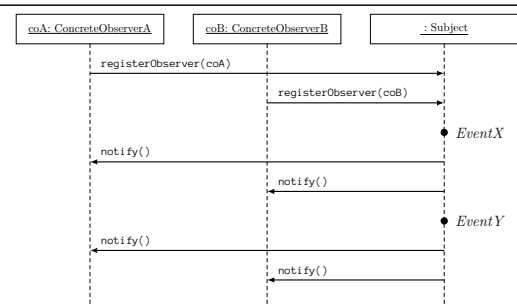 coA: ConcreteObserverA
coB: ConcreteObserverB
: Subject
registerObserver(coA)
registerObserver(coB)
EventX
notify()
notify()
EventY
notify()
notify()